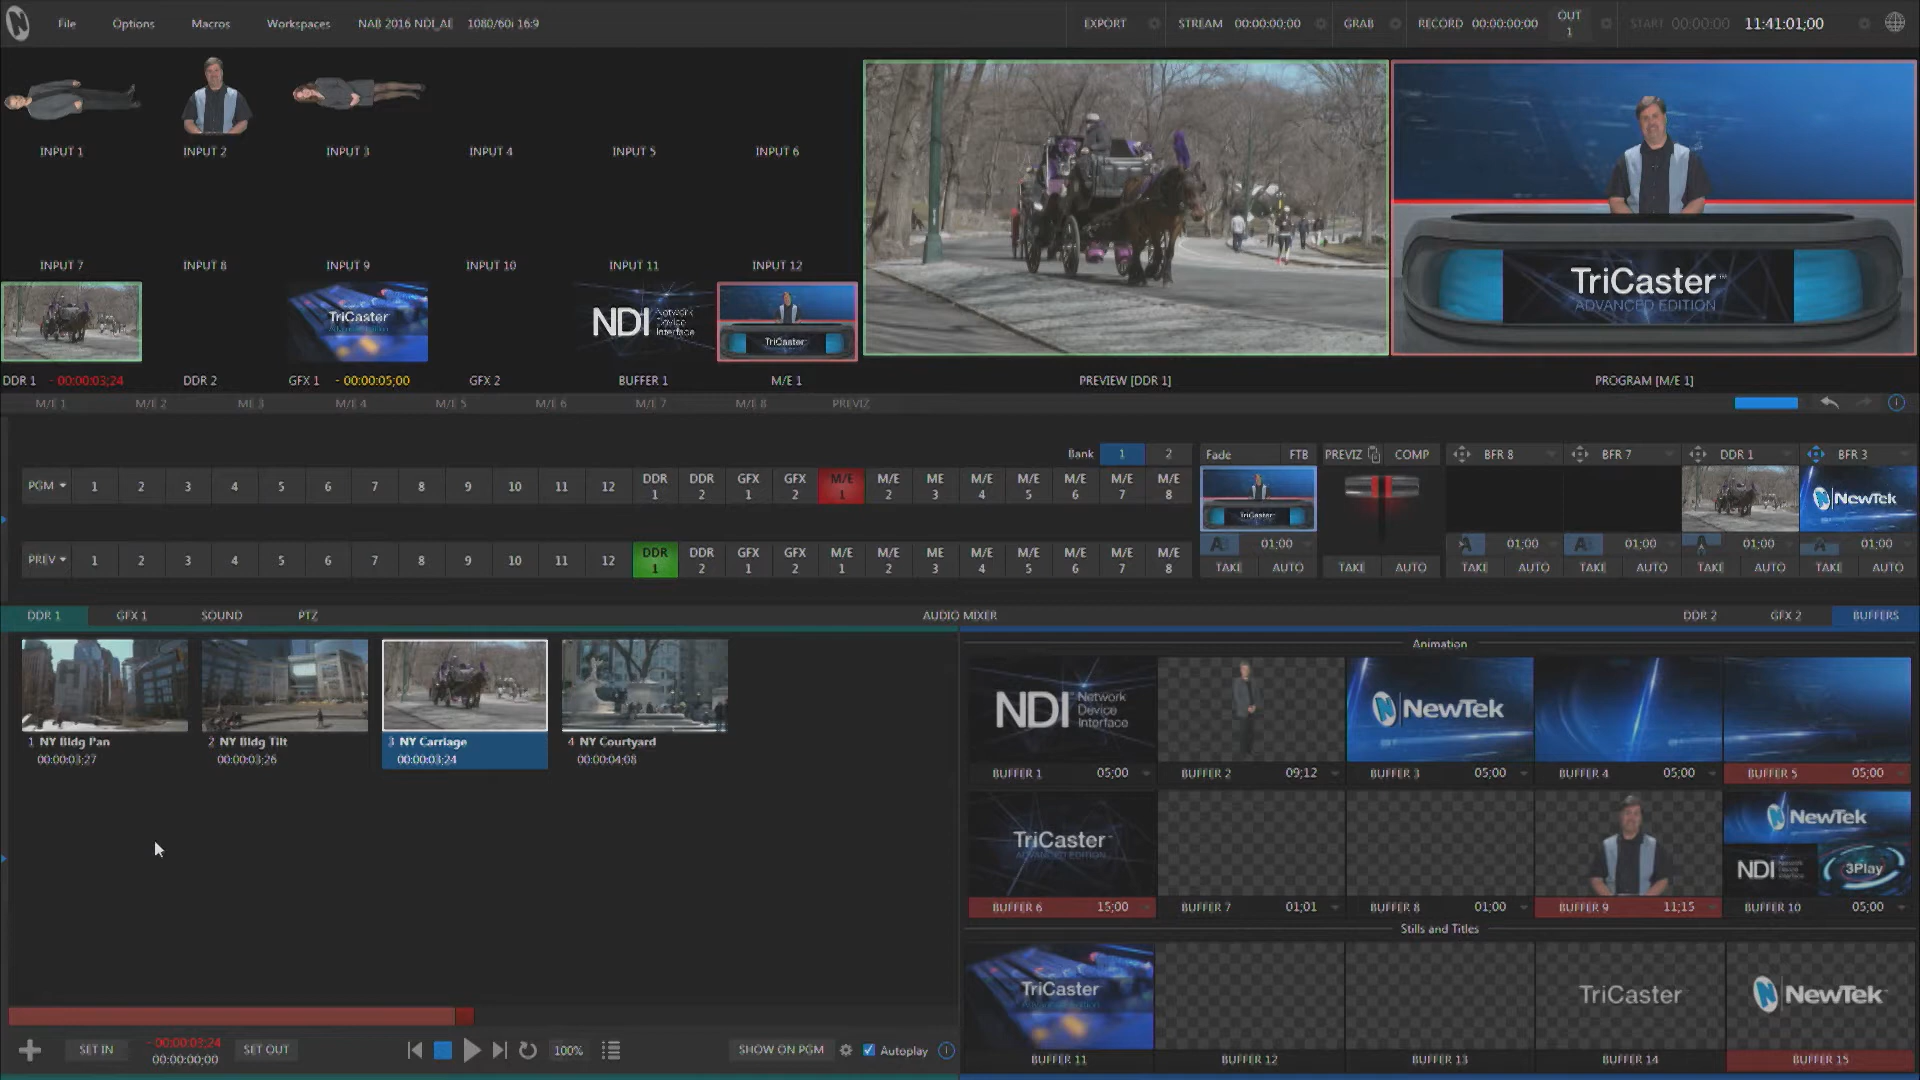 File Options Macros Workspaces NAB 2016 NDI_AE 1080/60i 16:9 EXPORT STREAM 00:00:00;00 GRAB RECORD 00:00:00;00 OUT 1 START 00:00:00 11:41:01;00
INPUT 1 INPUT 2 INPUT 3 INPUT 4 INPUT 5 INPUT 6
INPUT 7 INPUT 8 INPUT 9 INPUT 10 INPUT 11 INPUT 12
TriCaster
NDI Network Device Interface
TriCaster
TriCaster™
ADVANCED EDITION
DDR 1 - 00:00:03;24 DDR 2 GFX 1 - 00:00:05;00 GFX 2 BUFFER 1 M/E 1 PREVIEW [DDR 1] PROGRAM [M/E 1]
M/E 1 M/E 2 ME 3 M/E 4 M/E 5 M/E 6 M/E 7 M/E 8 PREVIZ
Bank 1 2 Fade FTB PREVIZ COMP BFR 8 BFR 7 DDR 1 BFR 3
PGM 1 2 3 4 5 6 7 8 9 10 11 12 DDR 1 DDR 2 GFX 1 GFX 2 M/E 1 M/E 2 ME 3 M/E 4 M/E 5 M/E 6 M/E 7 M/E 8
TriCaster
NewTek
01;00 01;00 01;00 01;00 01;00
PREV 1 2 3 4 5 6 7 8 9 10 11 12 DDR 1 DDR 2 GFX 1 GFX 2 M/E 1 M/E 2 ME 3 M/E 4 M/E 5 M/E 6 M/E 7 M/E 8
TAKE AUTO TAKE AUTO TAKE AUTO TAKE AUTO TAKE AUTO TAKE AUTO
DDR 1 GFX 1 SOUND PTZ AUDIO MIXER DDR 2 GFX 2 BUFFERS
1 NY Bldg Pan 2 NY Bldg Tilt 3 NY Carriage 4 NY Courtyard
00:00:03;27 00:00:03;26 00:00:03;24 00:00:04;08
Animation
NDI™ Network Device Interface
NewTek
BUFFER 1 05;00 BUFFER 2 09;12 BUFFER 3 05;00 BUFFER 4 05;00 BUFFER 5 05;00
TriCaster™
ADVANCED EDITION
NewTek
NDI 3Play
BUFFER 6 15;00 BUFFER 7 01;01 BUFFER 8 01;00 BUFFER 9 11;15 BUFFER 10 05;00
Stills and Titles
TriCaster
Advanced Edition
TriCaster
NewTek
BUFFER 11 BUFFER 12 BUFFER 13 BUFFER 14 BUFFER 15
SET IN - 00:00:03;24 SET OUT 100% SHOW ON PGM Autoplay
00:00:00;00